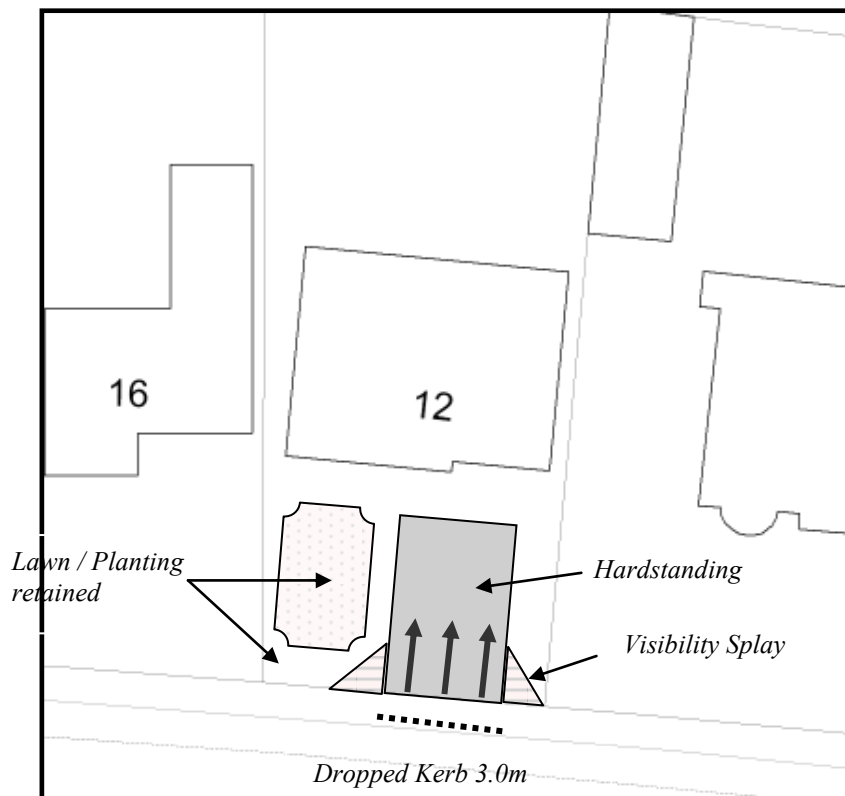 16
12
Lawn / Planting
retained
Hardstanding
Visibility Splay
Dropped Kerb 3.0m